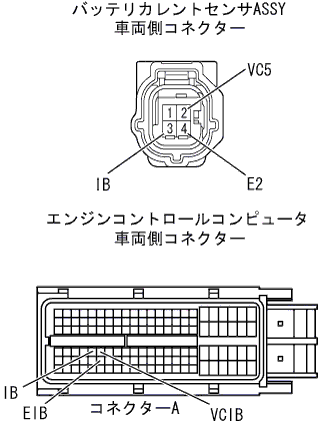 バッテリカレントセンサASSY
車両側コネクター
VC5
1 2
3 4
IB
E2
エンジンコントロールコンピュータ
車両側コネクター
IB
EIB
コネクターA
VCIB